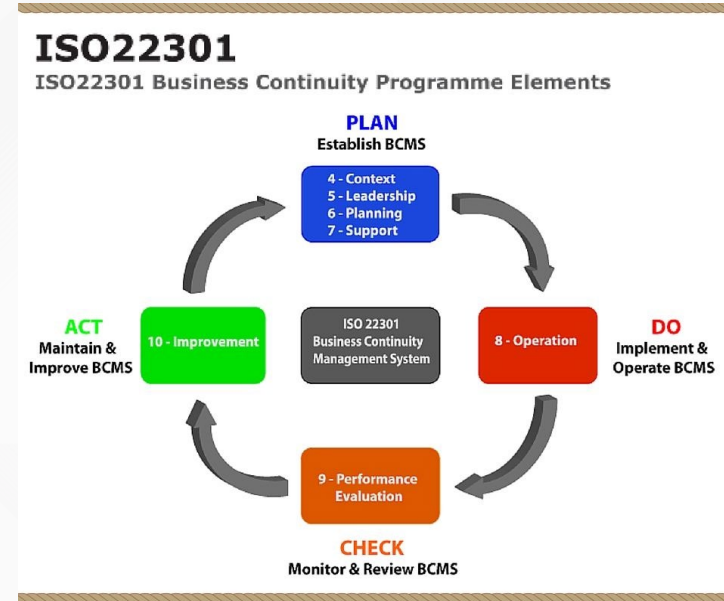 ISO22301
ISO22301 Business Continuity Programme Elements
PLAN
Establish BCMS
4 - Context
5 - Leadership
6 - Planning
7 - Support
ACT
Maintain &
Improve BCMS
10 - Improvement
ISO 22301
Business Continuity
Management System
8 - Operation
DO
Implement &
Operate BCMS
9 - Performance
Evaluation
CHECK
Monitor & Review BCMS